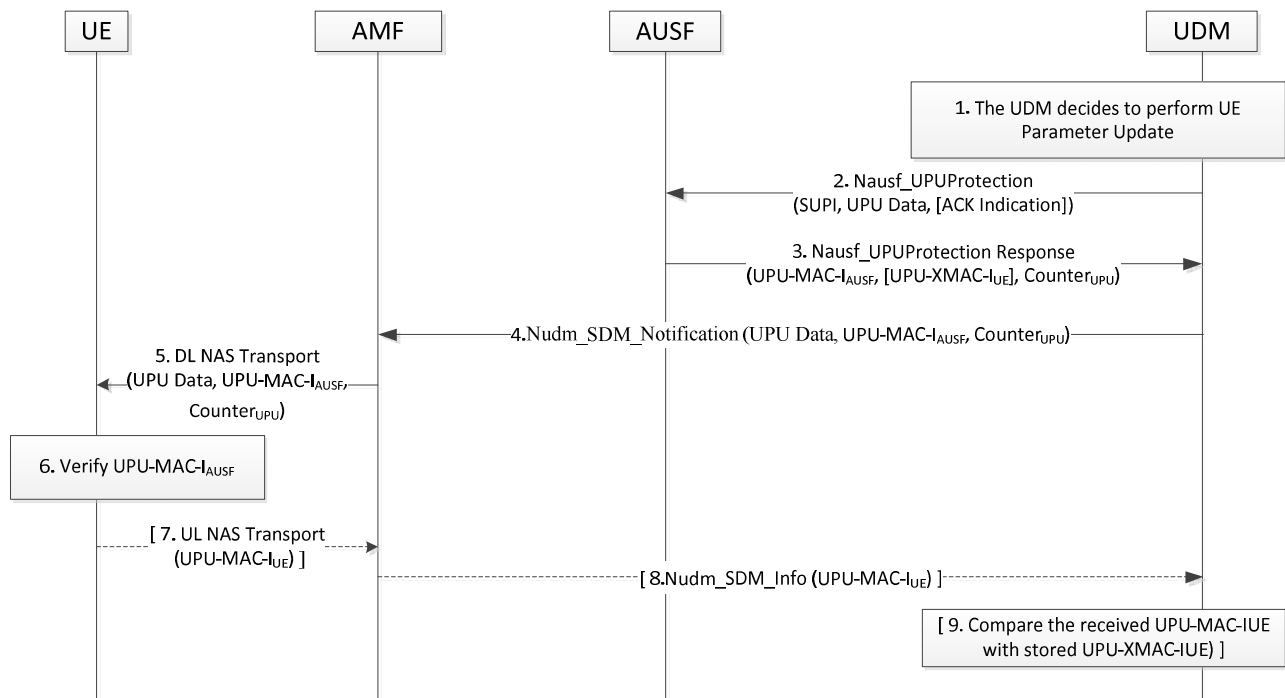 UE
AMF
AUSF
UDM
1. The UDM decides to perform UE
Parameter Update
2. Nausf_UPUProtection
(SUPI, UPU Data, [ACK Indication])
3. Nausf_UPUProtection Response
(UPU-MAC-IAUSF, [UPU-XMAC-IUE], CounterUPU)
4.Nudm_SDM_Notification (UPU Data, UPU-MAC-IAUSF, CounterUPU)
5. DL NAS Transport
(UPU Data, UPU-MAC-IAUSF,
CounterUPU)
6. Verify UPU-MAC-IAUSF
[ 7. UL NAS Transport
(UPU-MAC-IUE) ]
[ 8.Nudm_SDM_Info (UPU-MAC-IUE) ]
[ 9. Compare the received UPU-MAC-IUE
with stored UPU-XMAC-IUE) ]